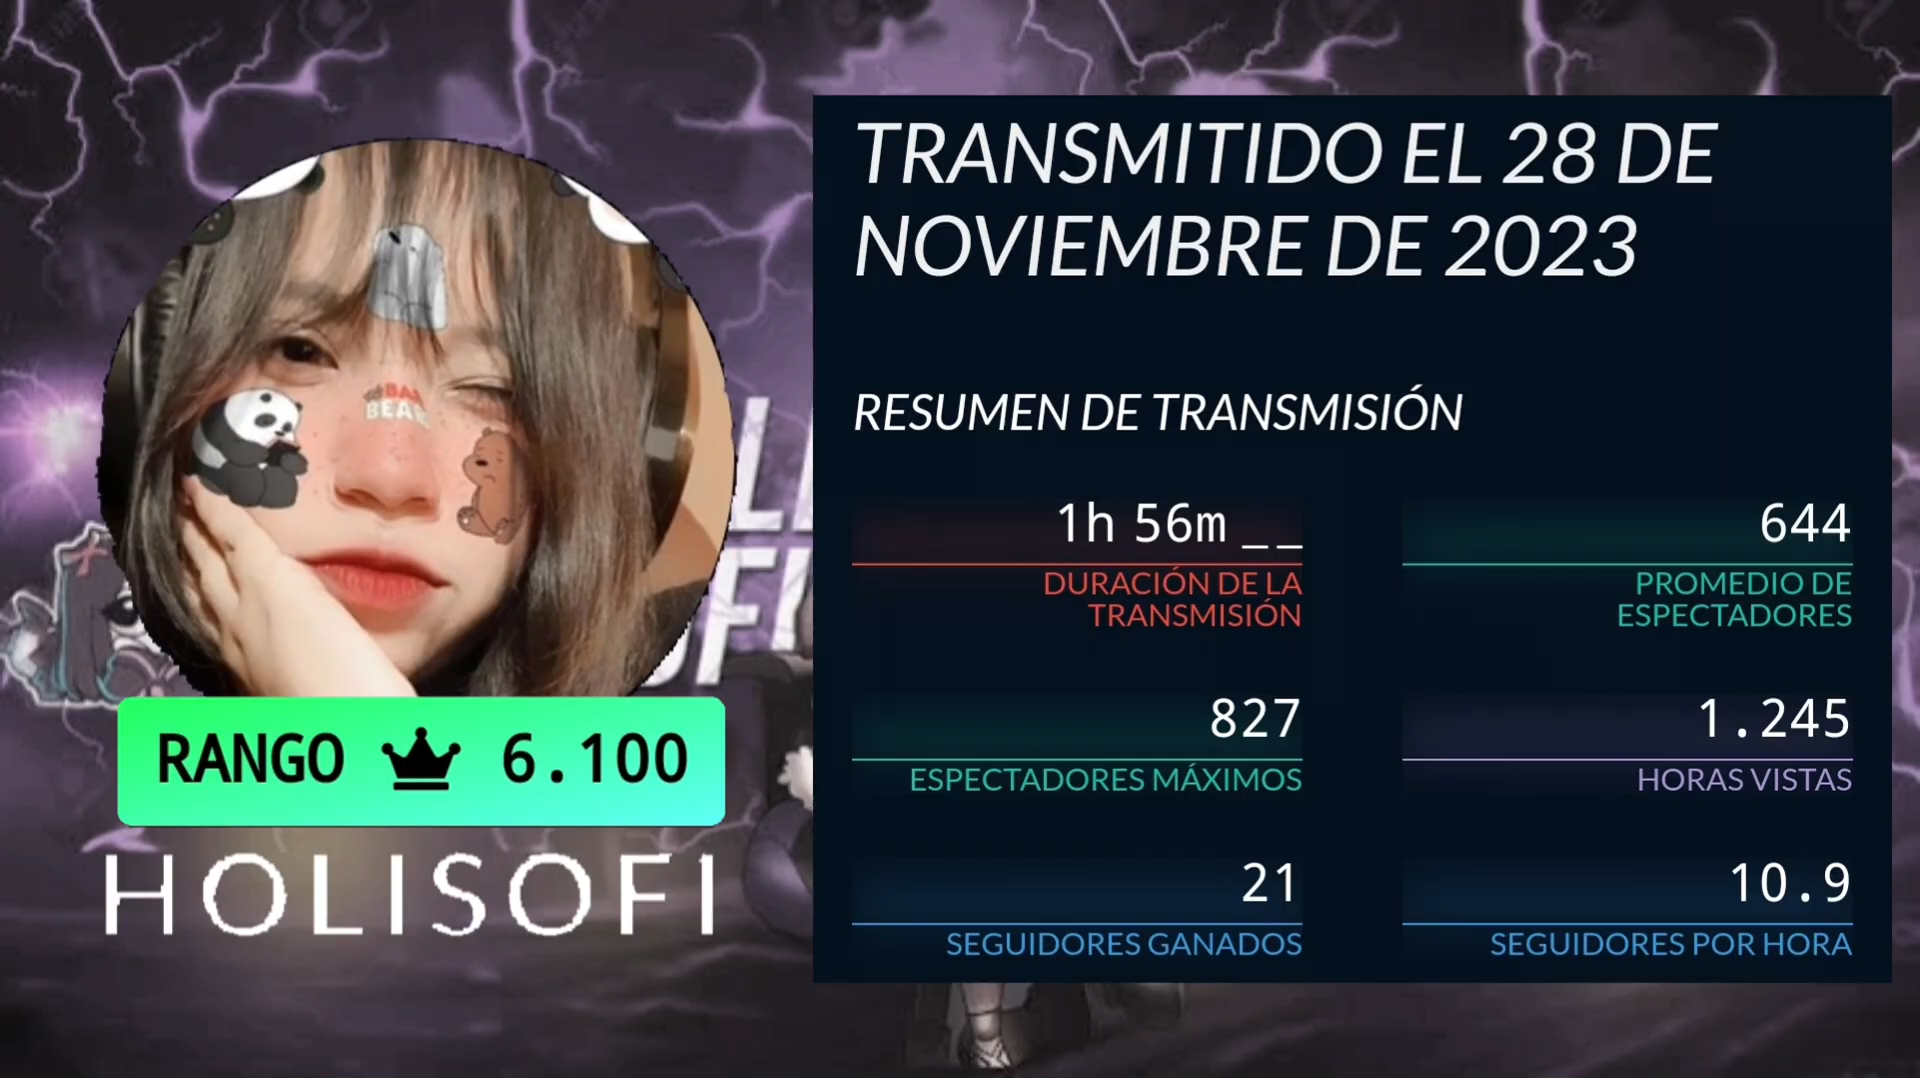 TRANSMITIDO EL 28 DE
NOVIEMBRE DE 2023
RESUMEN DE TRANSMISIÓN
1h 56m _ _
DURACIÓN DE LA
TRANSMISIÓN
644
PROMEDIO DE
ESPECTADORES
827
ESPECTADORES MÁXIMOS
1.245
HORAS VISTAS
21
SEGUIDORES GANADOS
10.9
SEGUIDORES POR HORA
BEAR
RANGO 6.100
HOLISOFI